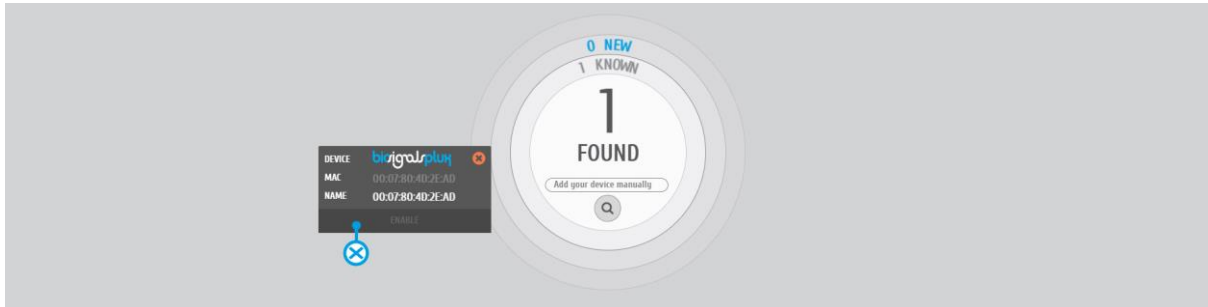 0 NEW
1 KNOWN
1
FOUND
Add your device manually
DEVICE biosignalsplux
MAC 00:07:80:4D:2E:AD
NAME 00:07:80:4D:2E:AD
ENABLE